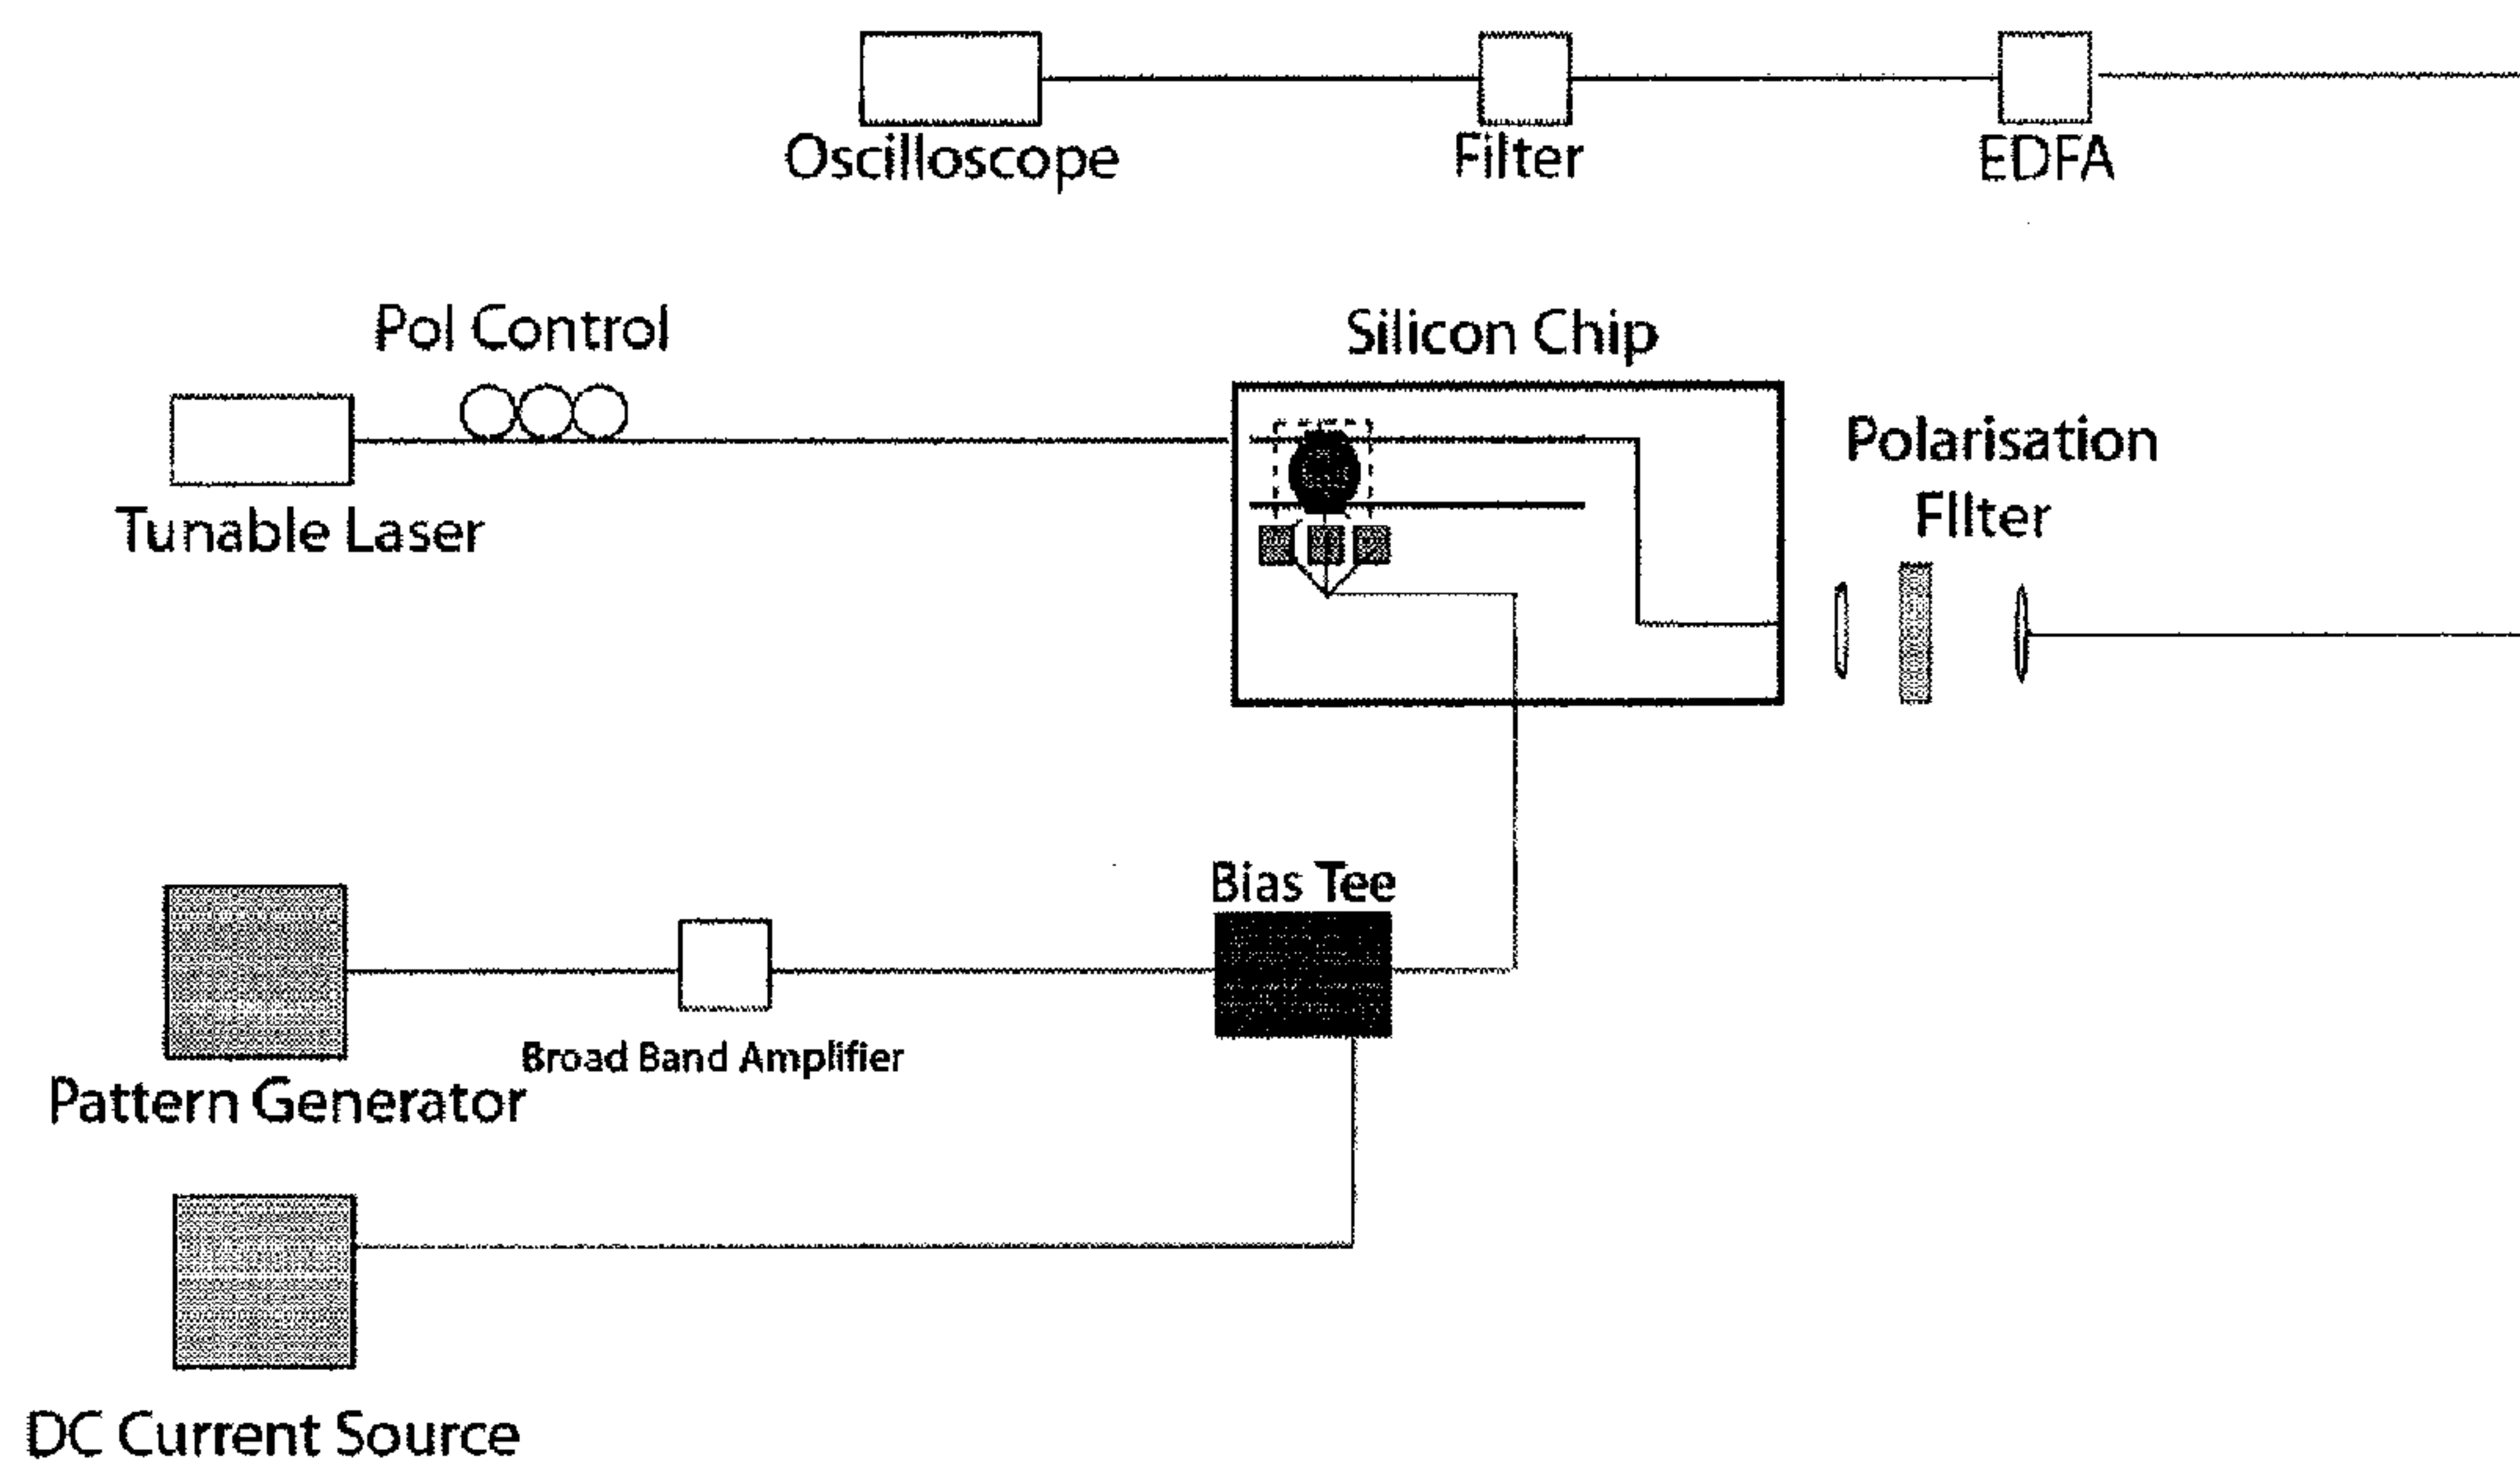 Oscilloscope
Filter
EDFA
Pol Control
Silicon Chip
Tunable Laser
Polarisation
FIlter
Bias Tee
Broad Band Amplifier
Pattern Generator
DC Current Source